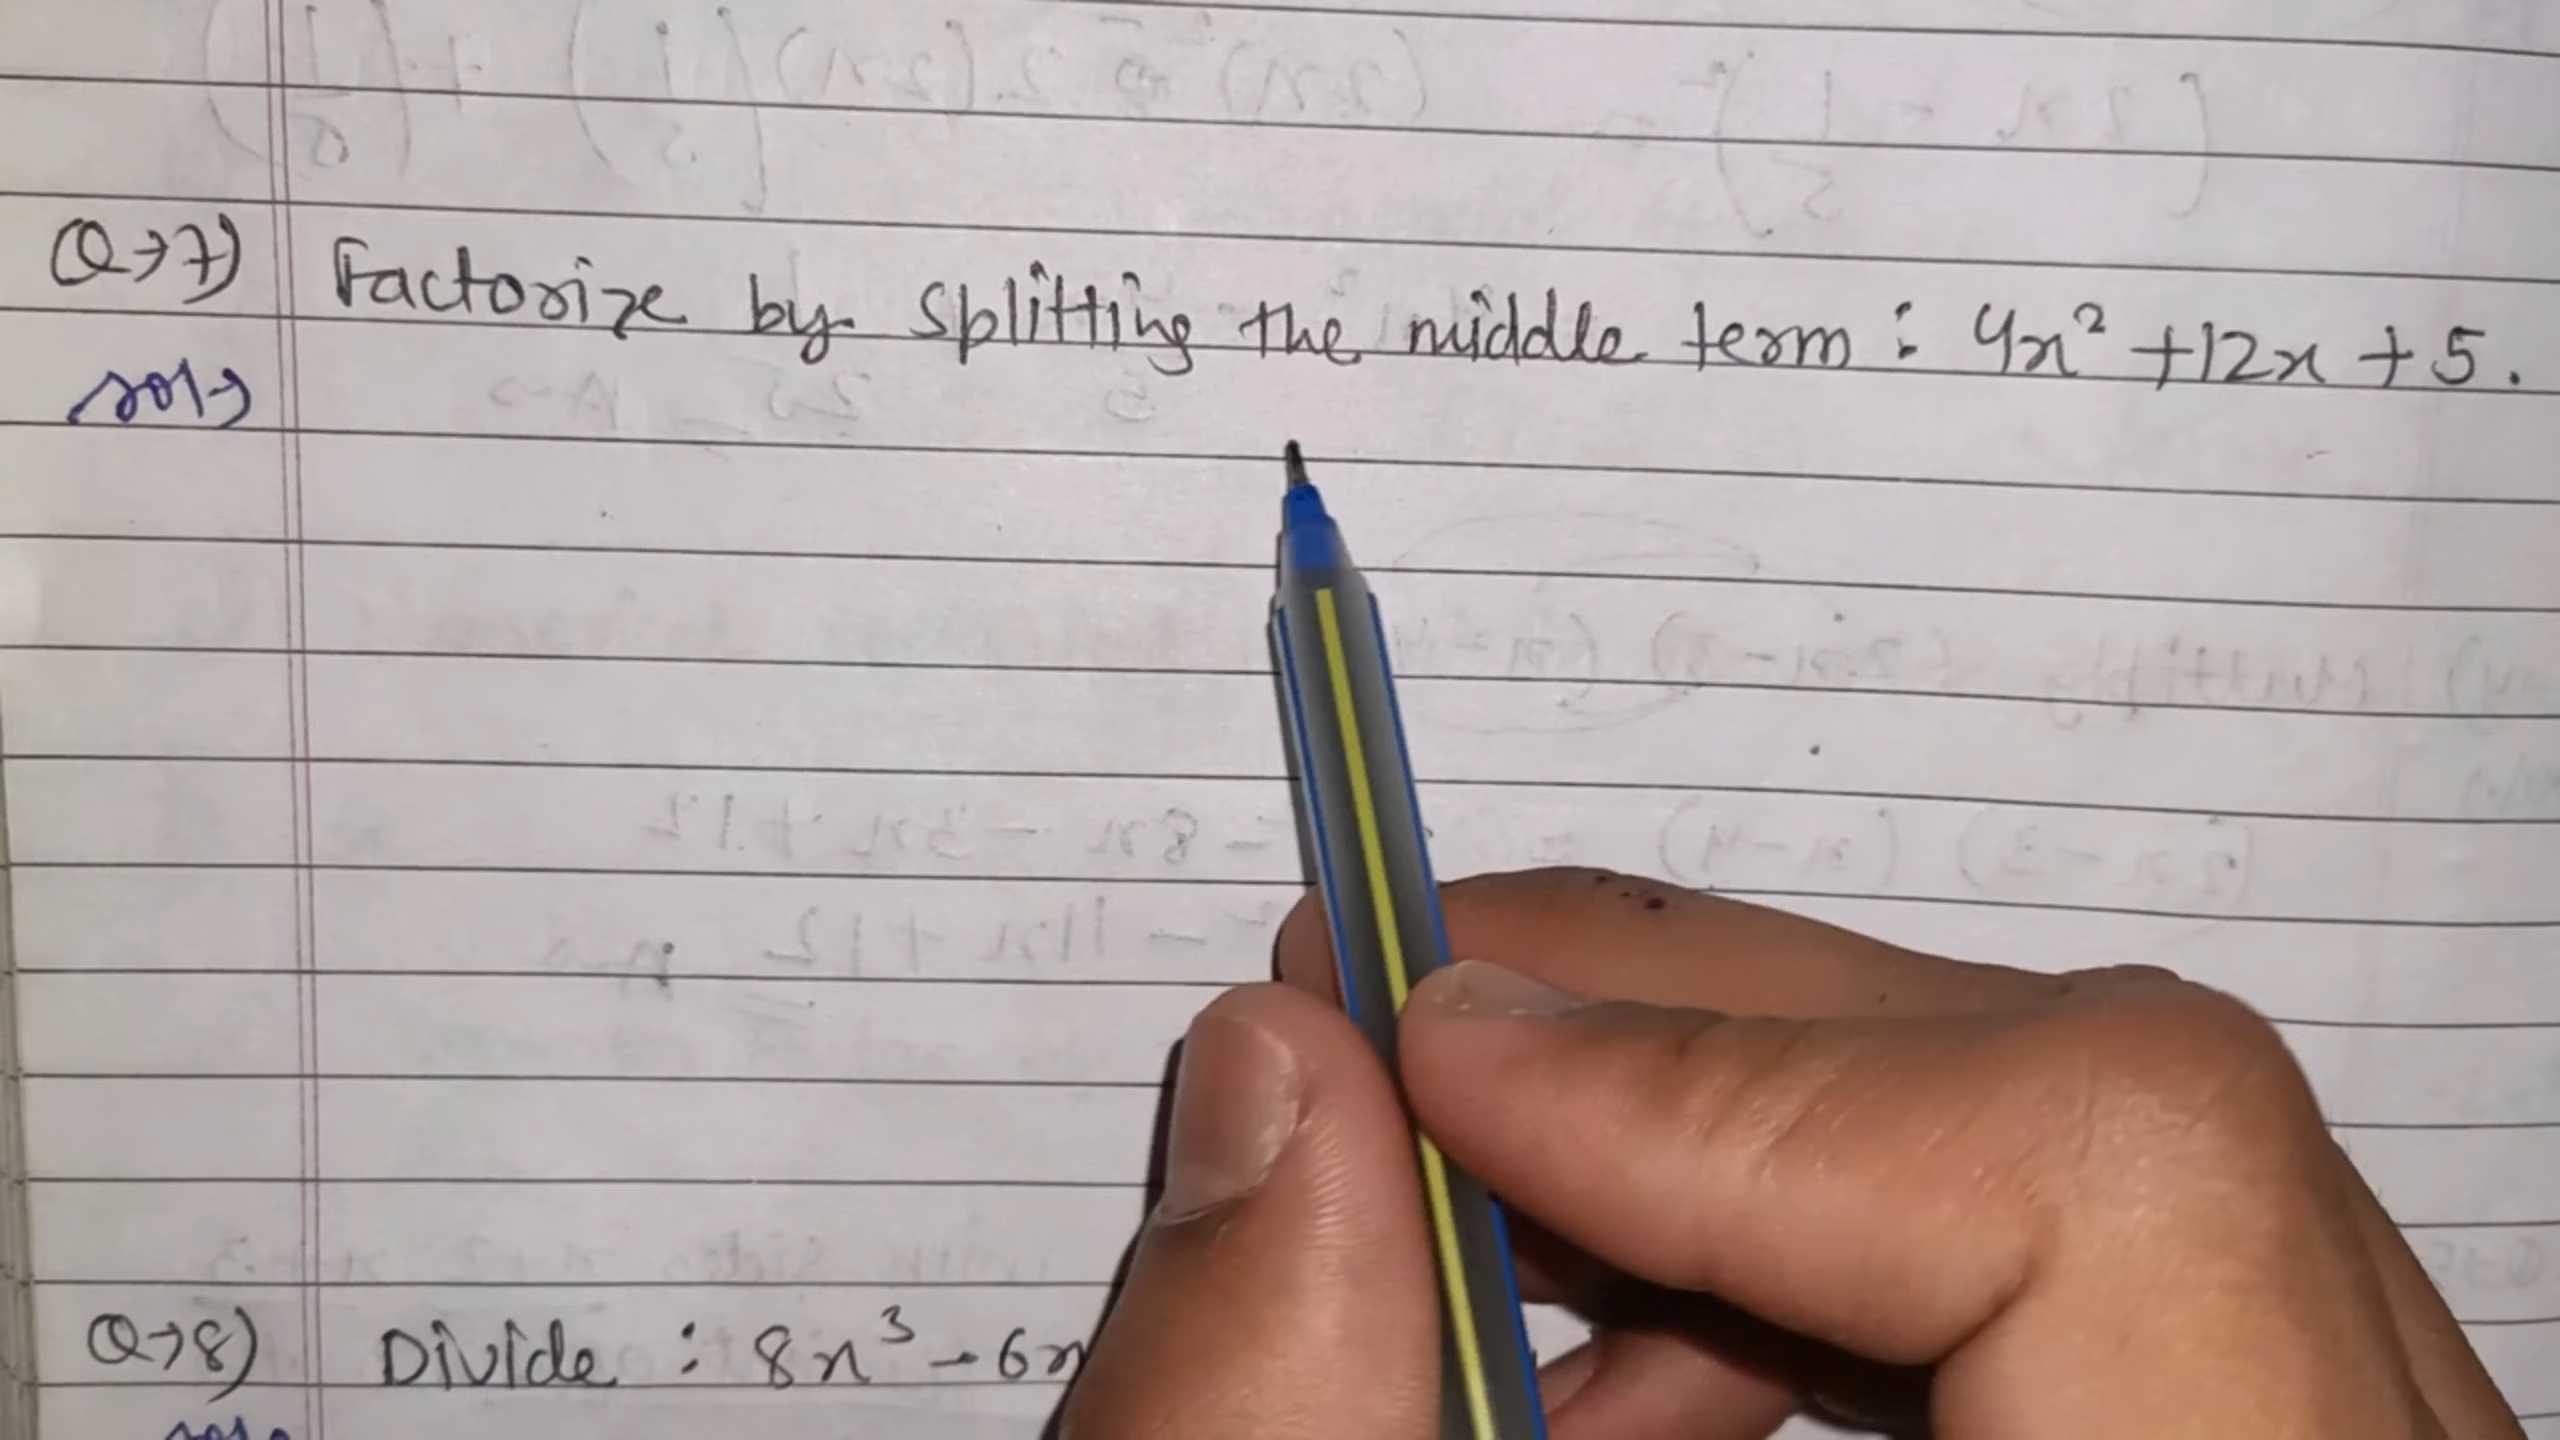 Q→7) Factorize by splitting the middle term : 4x² + 12x + 5.
sol→
Q→8) Divide : 8x³ - 6x